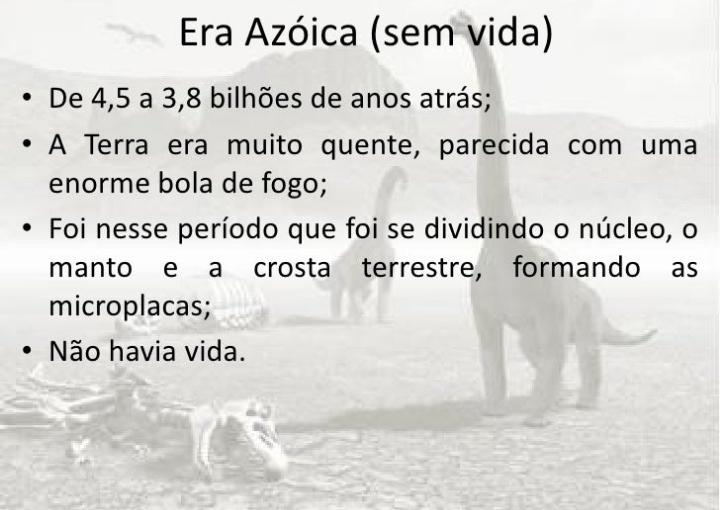 Era Azóica (sem vida)
• De 4,5 a 3,8 bilhões de anos atrás;
• A Terra era muito quente, parecida com uma
enorme bola de fogo;
• Foi nesse período que foi se dividindo o núcleo, o
manto e a crosta terrestre, formando as
microplacas;
• Não havia vida.